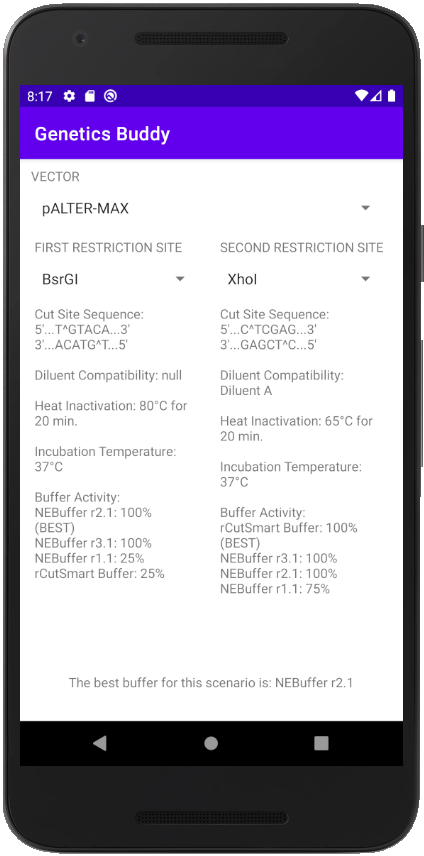 8:17
Genetics Buddy
VECTOR
pALTER-MAX
FIRST RESTRICTION SITE
BsrGI
Cut Site Sequence:
5'...T^GTACA...3'
3'...ACATG^T...5'
Diluent Compatibility: null
Heat Inactivation: 80°C for
20 min.
Incubation Temperature:
37°C
Buffer Activity:
NEBuffer r2.1: 100%
(BEST)
NEBuffer r3.1: 100%
NEBuffer r1.1: 25%
rCutSmart Buffer: 25%
SECOND RESTRICTION SITE
XhoI
Cut Site Sequence:
5'...C^TCGAG...3'
3'...GAGCT^C...5'
Diluent Compatibility:
Diluent A
Heat Inactivation: 65°C for
20 min.
Incubation Temperature:
37°C
Buffer Activity:
rCutSmart Buffer: 100%
(BEST)
NEBuffer r3.1: 100%
NEBuffer r2.1: 100%
NEBuffer r1.1: 75%
The best buffer for this scenario is: NEBuffer r2.1